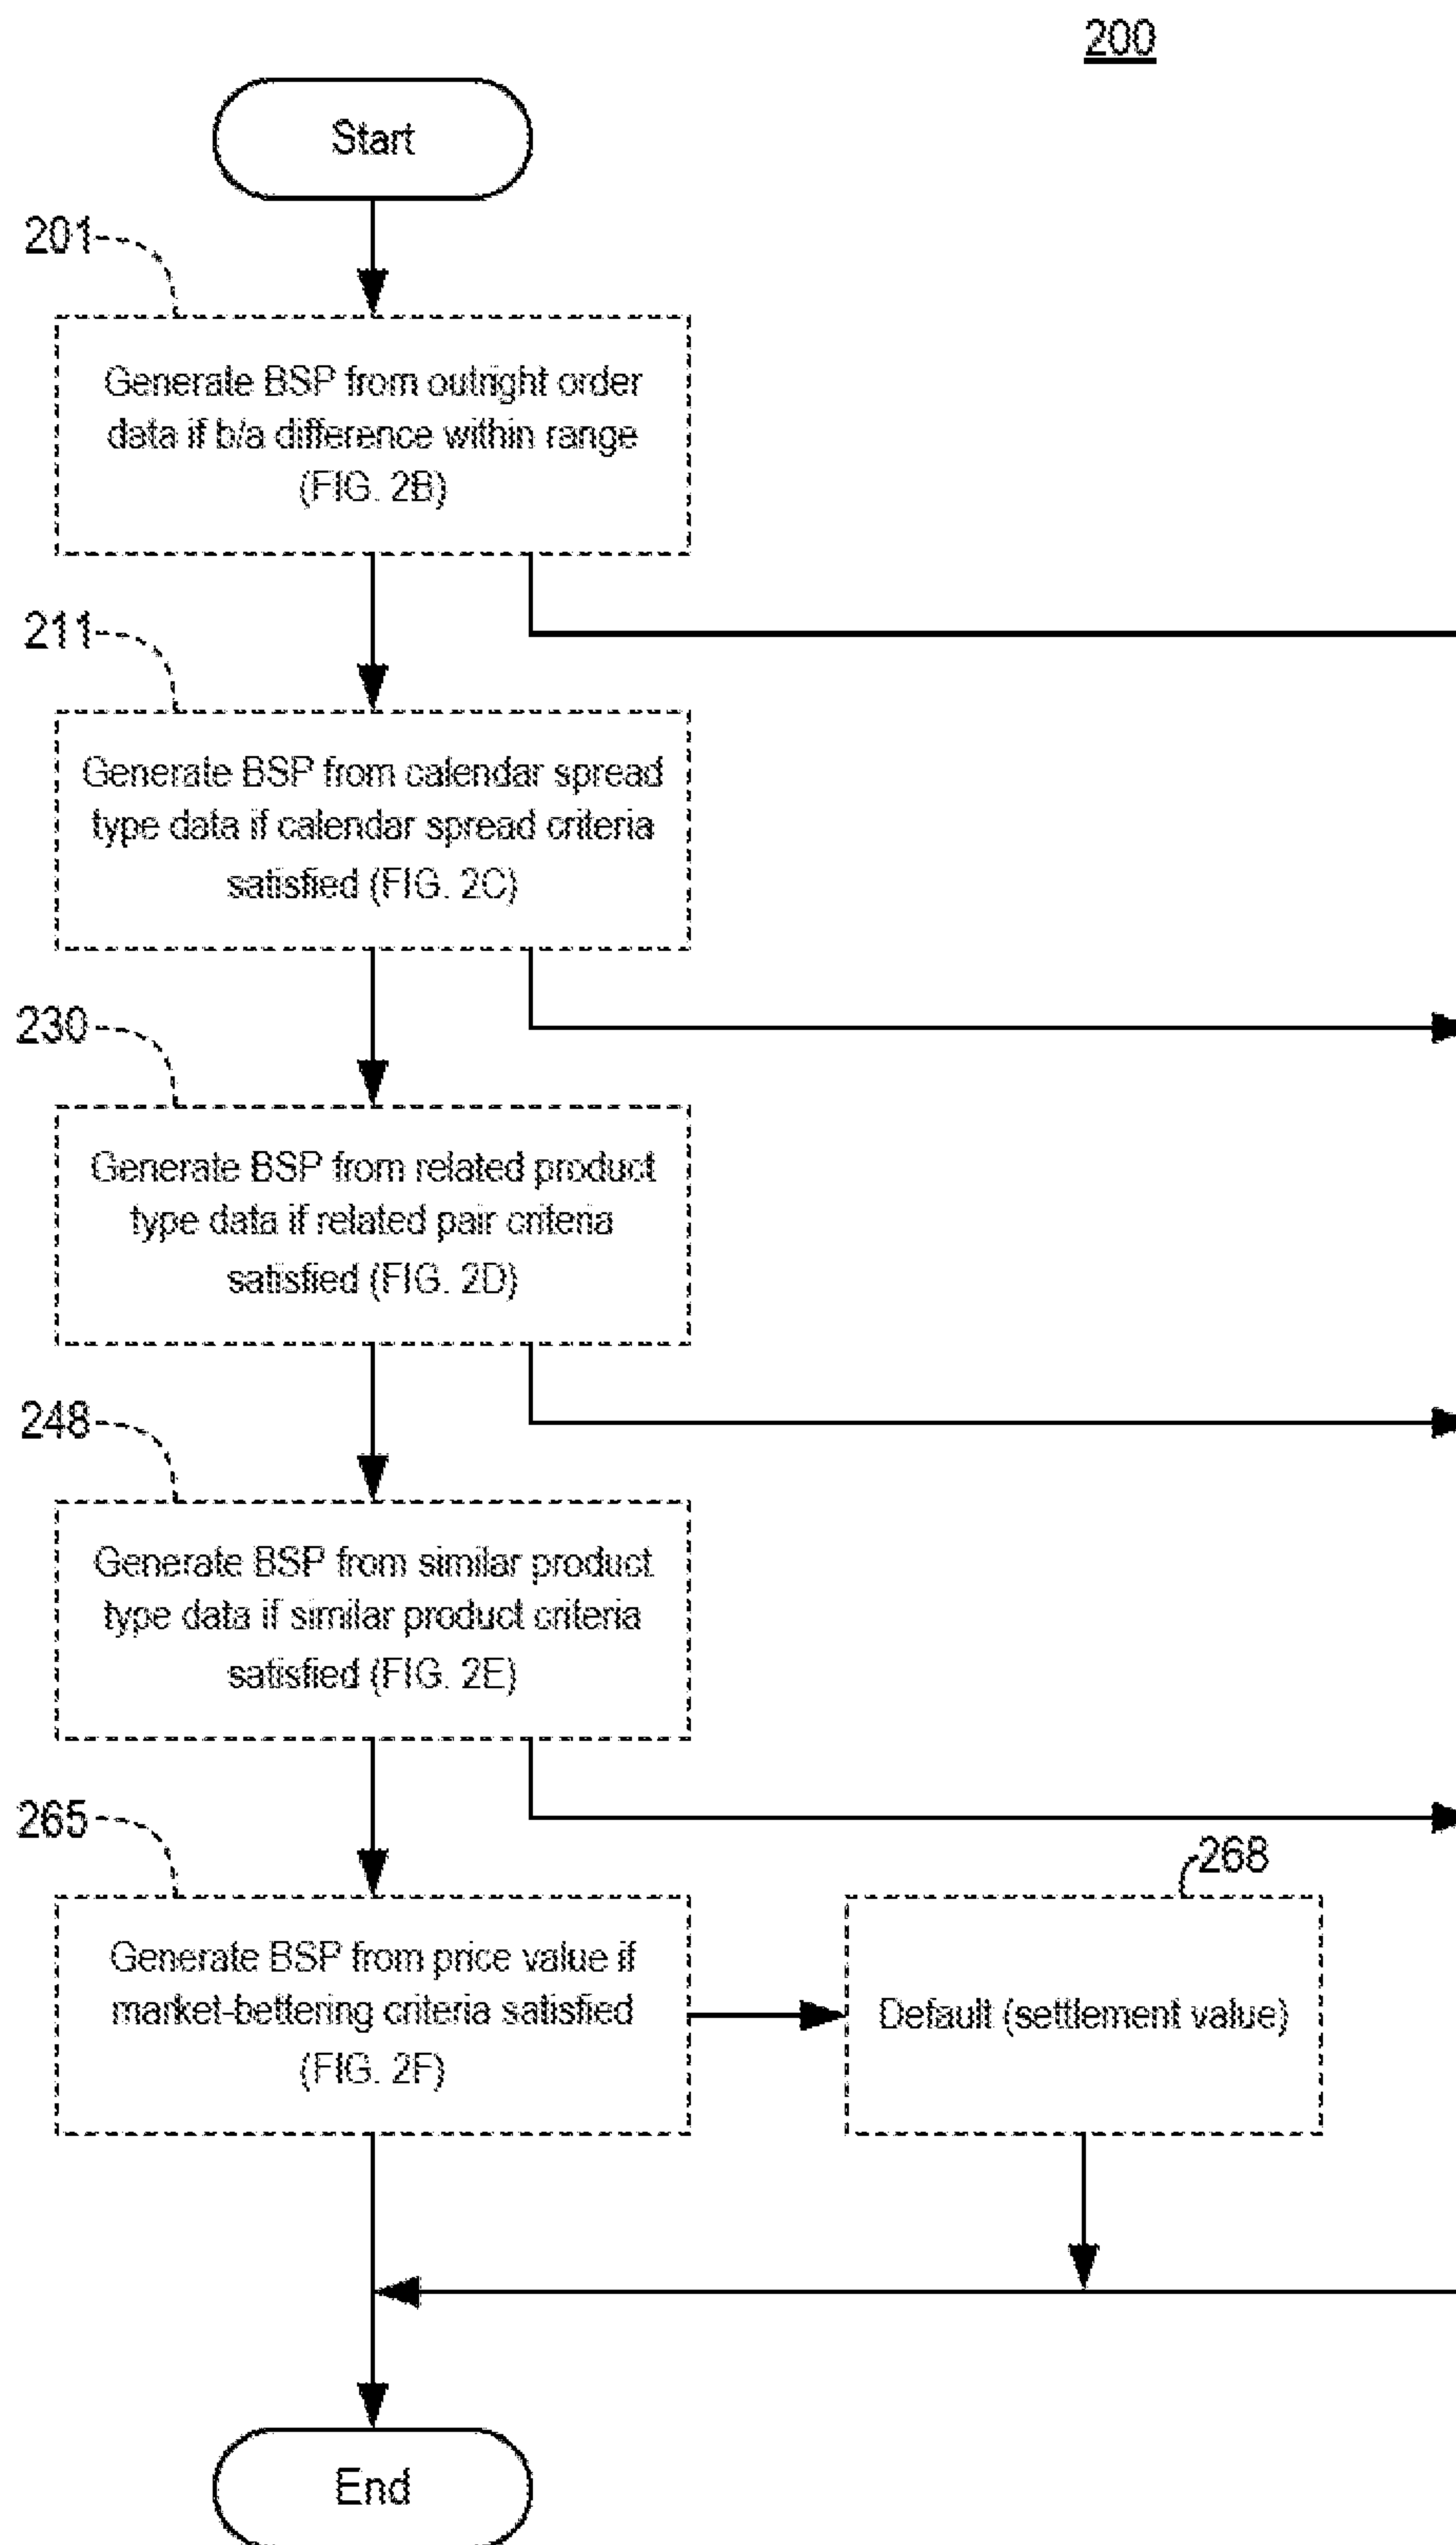 200
Start
201
Generate BSP from outright order
data if b/a difference within range
(FIG. 2B)
211
Generate BSP from calendar spread
type data if calendar spread criteria
satisfied (FIG. 2C)
230
Generate BSP from related product
type data if related pair criteria
satisfied (FIG. 2D)
248
Generate BSP from similar product
type data if similar product criteria
satisfied (FIG. 2E)
265
268
Generate BSP from price value if
market-bettering criteria satisfied
(FIG. 2F)
Default (settlement value)
End